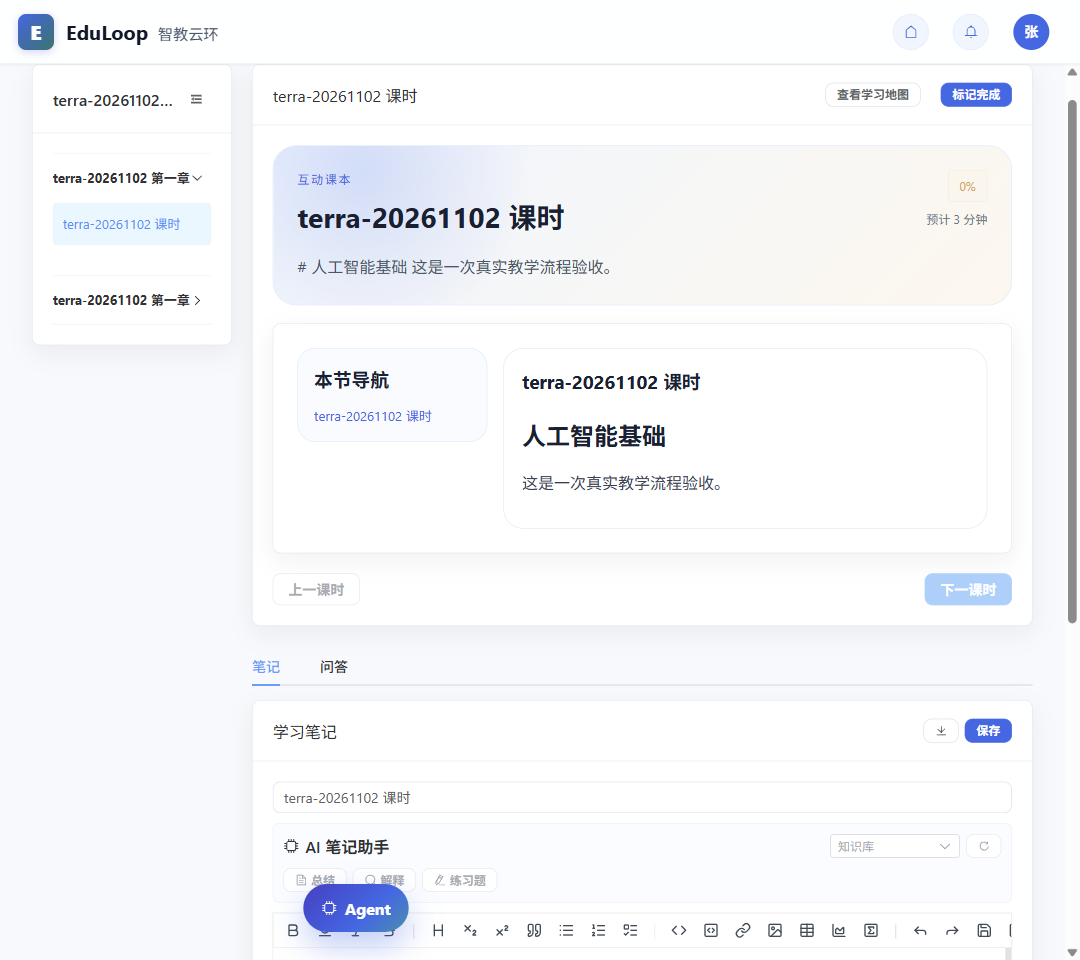 E EduLoop 智教云环 张
terra-20261102...
terra-20261102 第一章
terra-20261102 课时
terra-20261102 第一章
terra-20261102 课时 查看学习地图 标记完成
互动课本 0%
terra-20261102 课时 预计 3 分钟
# 人工智能基础 这是一次真实教学流程验收。
本节导航
terra-20261102 课时
terra-20261102 课时
人工智能基础
这是一次真实教学流程验收。
上一课时 下一课时
笔记 问答
学习笔记 保存
terra-20261102 课时
AI 笔记助手 知识库
总结 解释 练习题
Agent